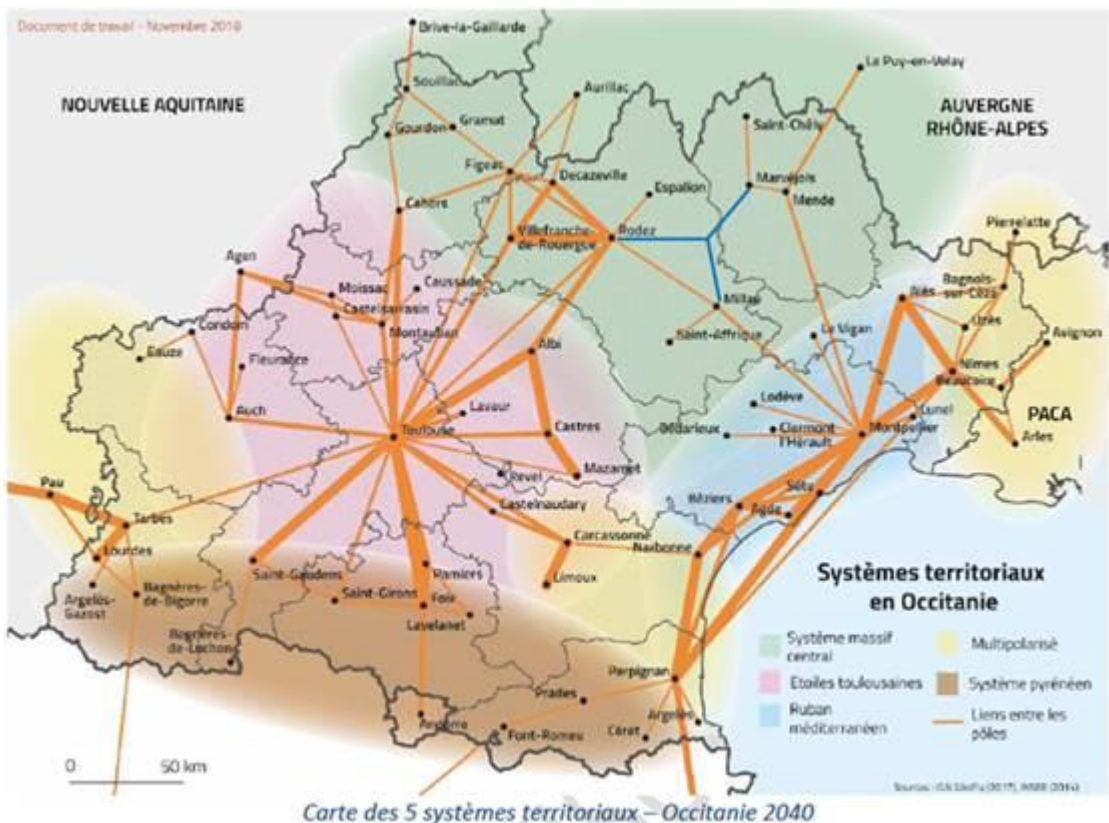 Document de travail - Novembre 2018
Brive-la-Gaillarde
Le Puy-en-Velay
Souillac
Aurillac
NOUVELLE AQUITAINE
AUVERGNE
RHÔNE-ALPES
Saint-Chély
Gourdon
Gramat
Figeac
Decazeville
Marvejols
Mende
Espalion
Cahors
Pierrelatte
Villefranche-
de-Rouergue
Rodez
Agen
Moissac
Caussade
Castelsarrasin
Montauban
Millau
Saint-Affrique
Le Vigan
Alès
Bagnols-
sur-Cèze
Uzès
Avignon
Condom
Eauze
Fleurance
Albi
Nîmes
Beaucaire
Auch
Lavaur
Lodève
Lunel
PACA
Toulouse
Castres
Bédarieux
Clermont
l'Hérault
Montpellier
Arles
Mazamet
Revel
Pau
Castelnaudary
Béziers
Sète
Agde
Tarbes
Carcassonne
Narbonne
Lourdes
Saint-Gaudens
Pamiers
Limoux
Argelès-
Gazost
Bagnères-
de-Bigorre
Saint-Girons
Foix
Lavelanet
Bagnères-
de-Luchon
Perpignan
Prades
Argelès
Andorre
Font-Romeu
Céret
0 50 km
Systèmes territoriaux
en Occitanie
Système massif
central
Multipolarisé
Etoiles toulousaines
Système pyrénéen
Ruban
méditerranéen
Liens entre les
pôles
Carte des 5 systèmes territoriaux – Occitanie 2040